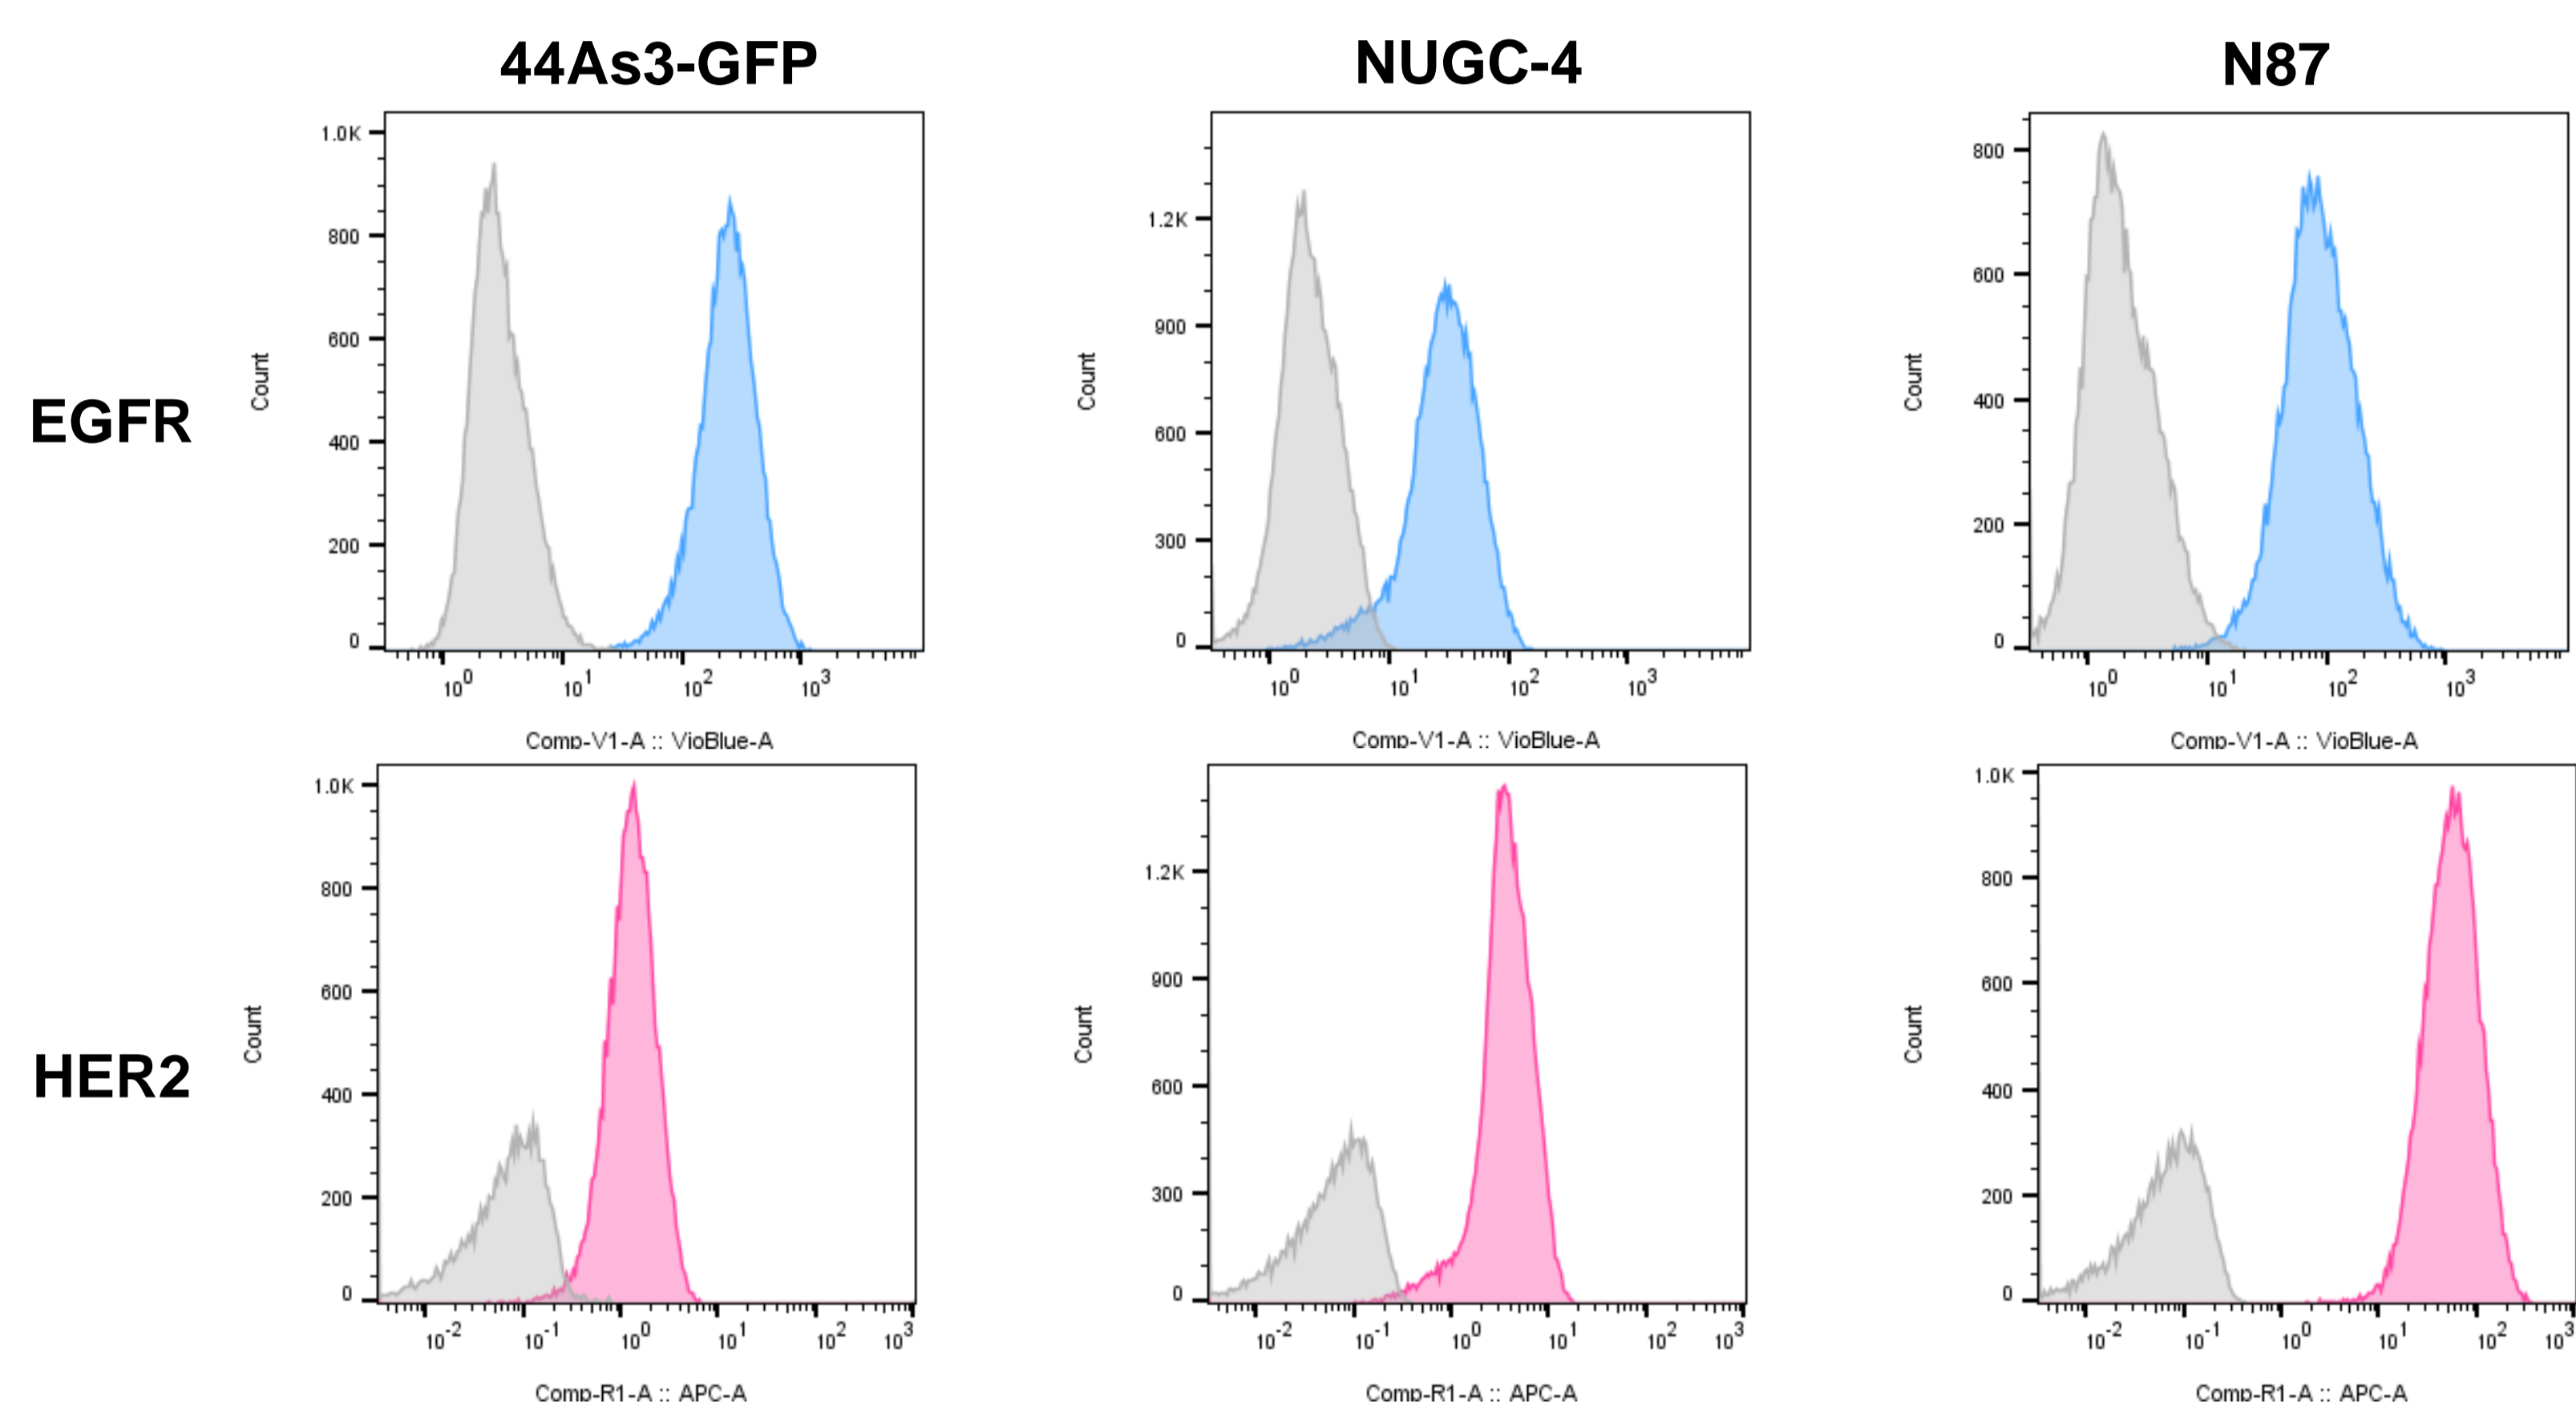 44As3-GFP NUGC-4 N87
EGFR
Count
1.0K
800
600
400
200
0
10^0 10^1 10^2 10^3
Comp-V1-A :: VioBlue-A
Count
1.2K
900
600
300
0
10^0 10^1 10^2 10^3
Comp-V1-A :: VioBlue-A
Count
800
600
400
200
0
10^0 10^1 10^2 10^3
Comp-V1-A :: VioBlue-A
HER2
Count
1.0K
800
600
400
200
0
10^-2 10^-1 10^0 10^1 10^2 10^3
Comp-R1-A :: APC-A
Count
1.2K
900
600
300
0
10^-2 10^-1 10^0 10^1 10^2 10^3
Comp-R1-A :: APC-A
Count
1.0K
800
600
400
200
0
10^-2 10^-1 10^0 10^1 10^2 10^3
Comp-R1-A :: APC-A